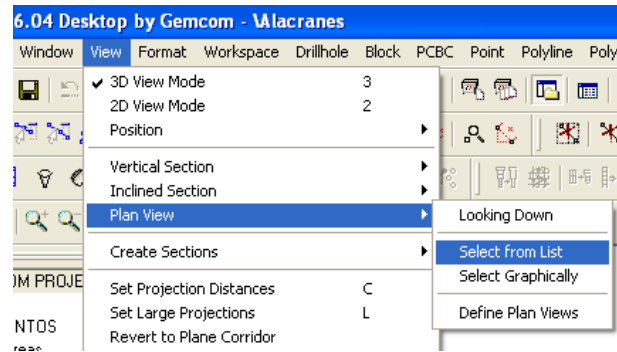 6.04 Desktop by Gemcom - \Alacranes
Window View Format Workspace Drillhole Block PCBC Point Polyline Poly
3D View Mode 3
2D View Mode 2
Position
Vertical Section
Inclined Section
Plan View
Looking Down
Create Sections
Select from List
Select Graphically
OM PROJE
Set Projection Distances C
Define Plan Views
NTOS
Set Large Projections L
Revert to Plane Corridor